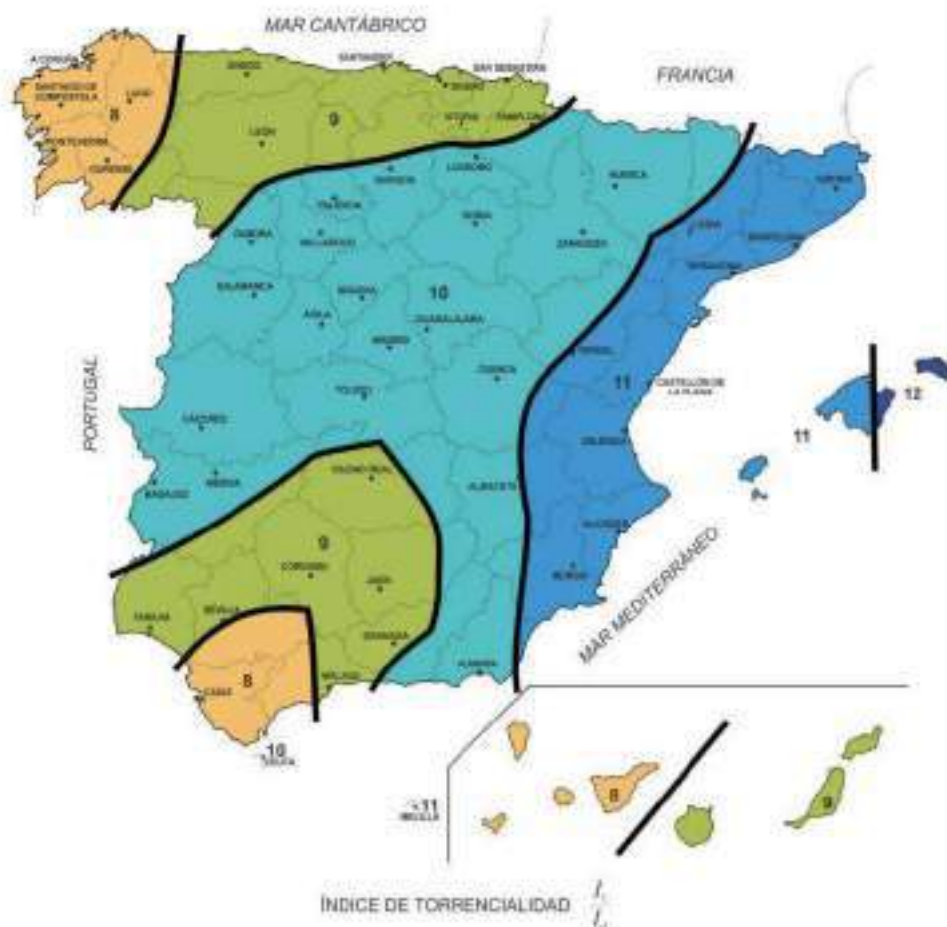 MAR CANTÁBRICO
FRANCIA
PORTUGAL
MAR MEDITERRÁNEO
A CORUÑA
SANTIAGO DE
COMPOSTELA
LUGO
8
PONTEVEDRA
OURENSE
OVIEDO
SANTANDER
SAN SEBASTIÁN
BILBAO
VITORIA
PAMPLONA
LEÓN
9
BURGOS
LOGROÑO
HUESCA
PALENCIA
ZAMORA
VALLADOLID
SORIA
ZARAGOZA
LLEIDA
GIRONA
BARCELONA
TARRAGONA
SALAMANCA
SEGOVIA
10
ÁVILA
GUADALAJARA
MADRID
TERUEL
CUENCA
11
CASTELLÓN DE
LA PLANA
12
11
TOLEDO
CÁCERES
VALENCIA
CIUDAD REAL
ALBACETE
BADAJOZ
MÉRIDA
ALICANTE
9
CÓRDOBA
JAÉN
MURCIA
HUELVA
SEVILLA
GRANADA
8
CÁDIZ
MÁLAGA
ALMERÍA
10
CEUTA
11
MELILLA
8
9
ÍNDICE DE TORRENCIALIDAD